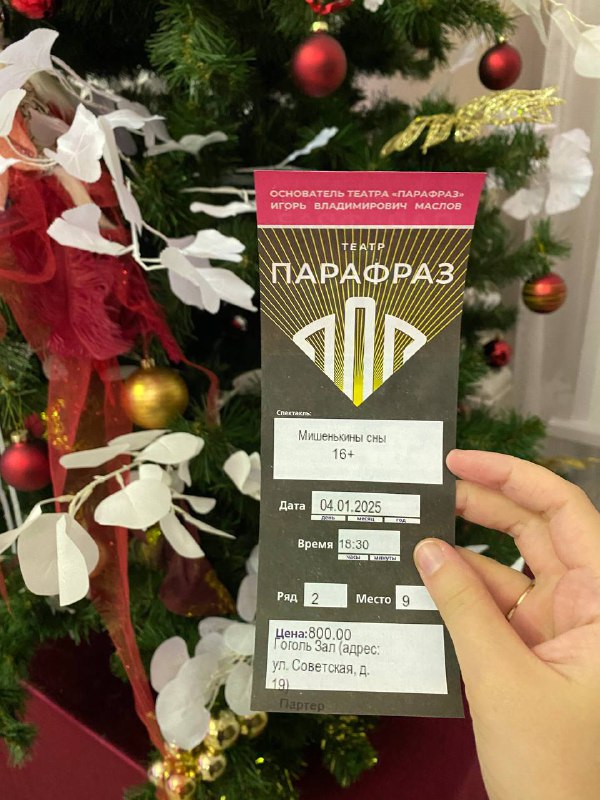 ОСНОВАТЕЛЬ ТЕАТРА «ПАРАФРАЗ»
ИГОРЬ ВЛАДИМИРОВИЧ МАСЛОВ
ТЕАТР
ПАРАФРАЗ
Спектакль:
Мишенькины сны
16+
Дата 04.01.2025
день месяц год
Время 18:30
часы минуты
Ряд 2 Место 9
Цена:800.00
Гоголь Зал (адрес:
ул. Советская, д.
19)
Партер